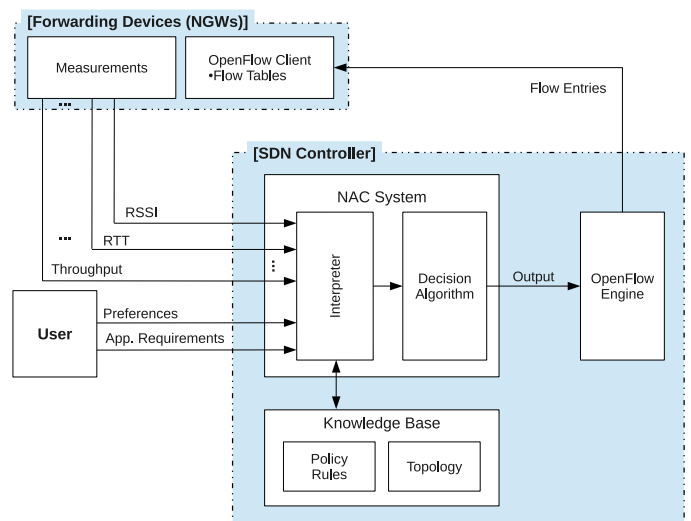 [Forwarding Devices (NGWs)]
Measurements
OpenFlow Client
•Flow Tables
...
Flow Entries
[SDN Controller]
NAC System
RSSI
...
RTT
...
Throughput
Interpreter
Decision
Algorithm
Output
OpenFlow
Engine
User
Preferences
App. Requirements
Knowledge Base
Policy
Rules
Topology